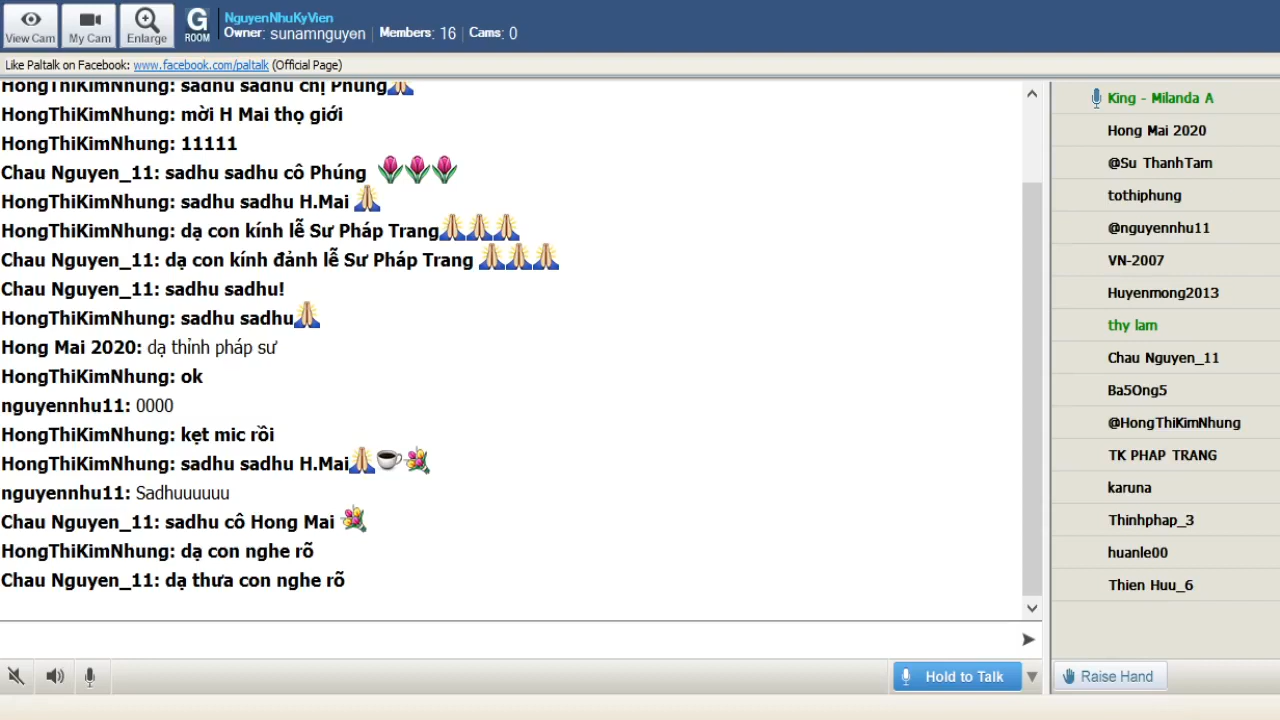 View Cam
My Cam
Enlarge
G
ROOM
NguyenNhuKyVien
Owner: sunamnguyen | Members: 16 | Cams: 0
Like Paltalk on Facebook: www.facebook.com/paltalk (Official Page)
HongThiKimNhung: sadhu sadhu chị Phung
HongThiKimNhung: mời H Mai thọ giới
HongThiKimNhung: 11111
Chau Nguyen_11: sadhu sadhu cô Phúng
HongThiKimNhung: sadhu sadhu H.Mai
HongThiKimNhung: dạ con kính lễ Sư Pháp Trang
Chau Nguyen_11: dạ con kính đảnh lễ Sư Pháp Trang
Chau Nguyen_11: sadhu sadhu!
HongThiKimNhung: sadhu sadhu
Hong Mai 2020: dạ thỉnh pháp sư
HongThiKimNhung: ok
nguyennhu11: 0000
HongThiKimNhung: kẹt mic rồi
HongThiKimNhung: sadhu sadhu H.Mai
nguyennhu11: Sadhuuuuuu
Chau Nguyen_11: sadhu cô Hong Mai
HongThiKimNhung: dạ con nghe rõ
Chau Nguyen_11: dạ thưa con nghe rõ
Hold to Talk
King - Milanda A
Hong Mai 2020
@Su ThanhTam
tothiphung
@nguyennhu11
VN-2007
Huyenmong2013
thy lam
Chau Nguyen_11
Ba5Ong5
@HongThiKimNhung
TK PHAP TRANG
karuna
Thinhphap_3
huanle00
Thien Huu_6
Raise Hand